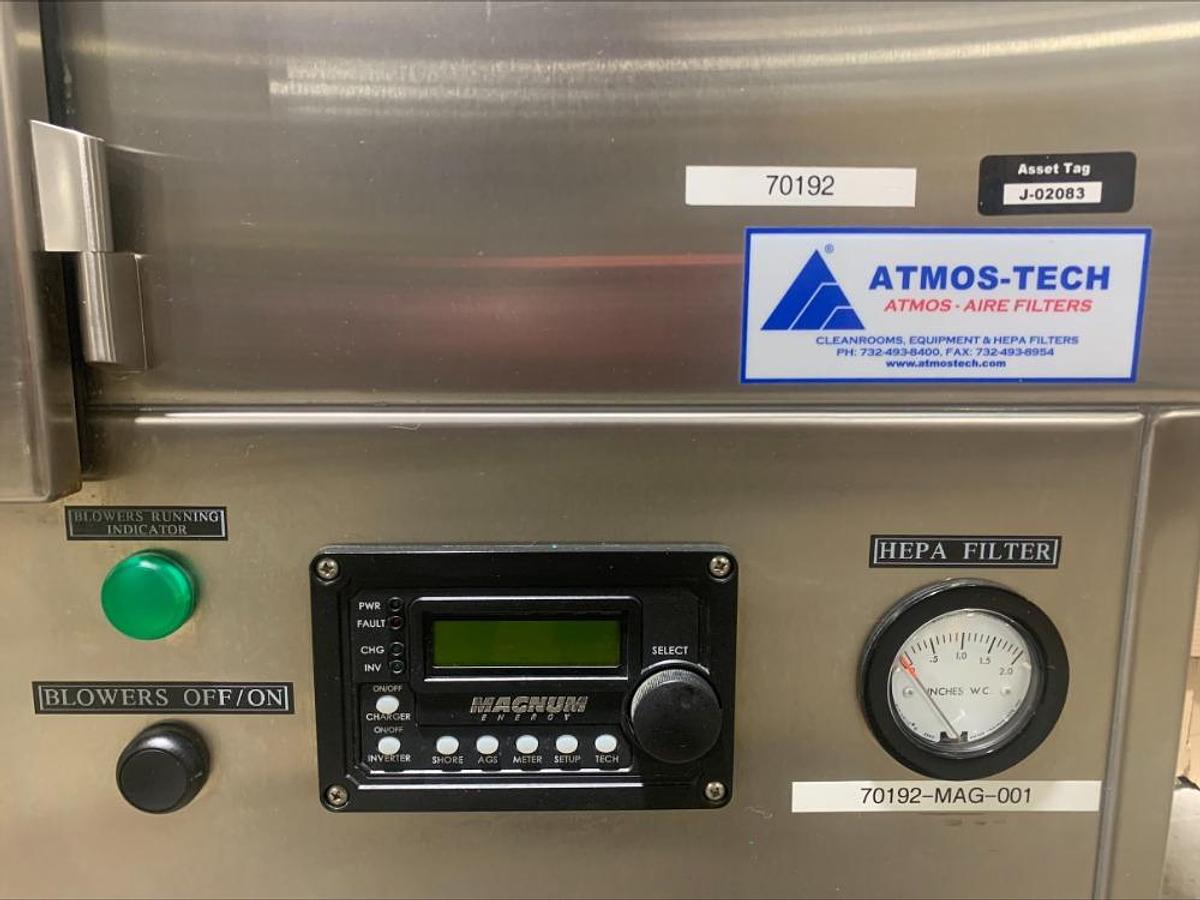 70192
Asset Tag
J-02083
®
ATMOS-TECH
ATMOS - AIRE FILTERS
CLEANROOMS, EQUIPMENT & HEPA FILTERS
PH: 732-493-8400, FAX: 732-493-8954
www.atmostech.com
BLOWERS RUNNING
INDICATOR
BLOWERS OFF/ON
PWR
FAULT
CHG
INV
ON/OFF
CHARGER
ON/OFF
INVERTER
MAGNUM
ENERGY
SHORE AGS METER SETUP TECH
SELECT
HEPA FILTER
0 .5 1.0 1.5 2.0
INCHES W.C.
70192-MAG-001